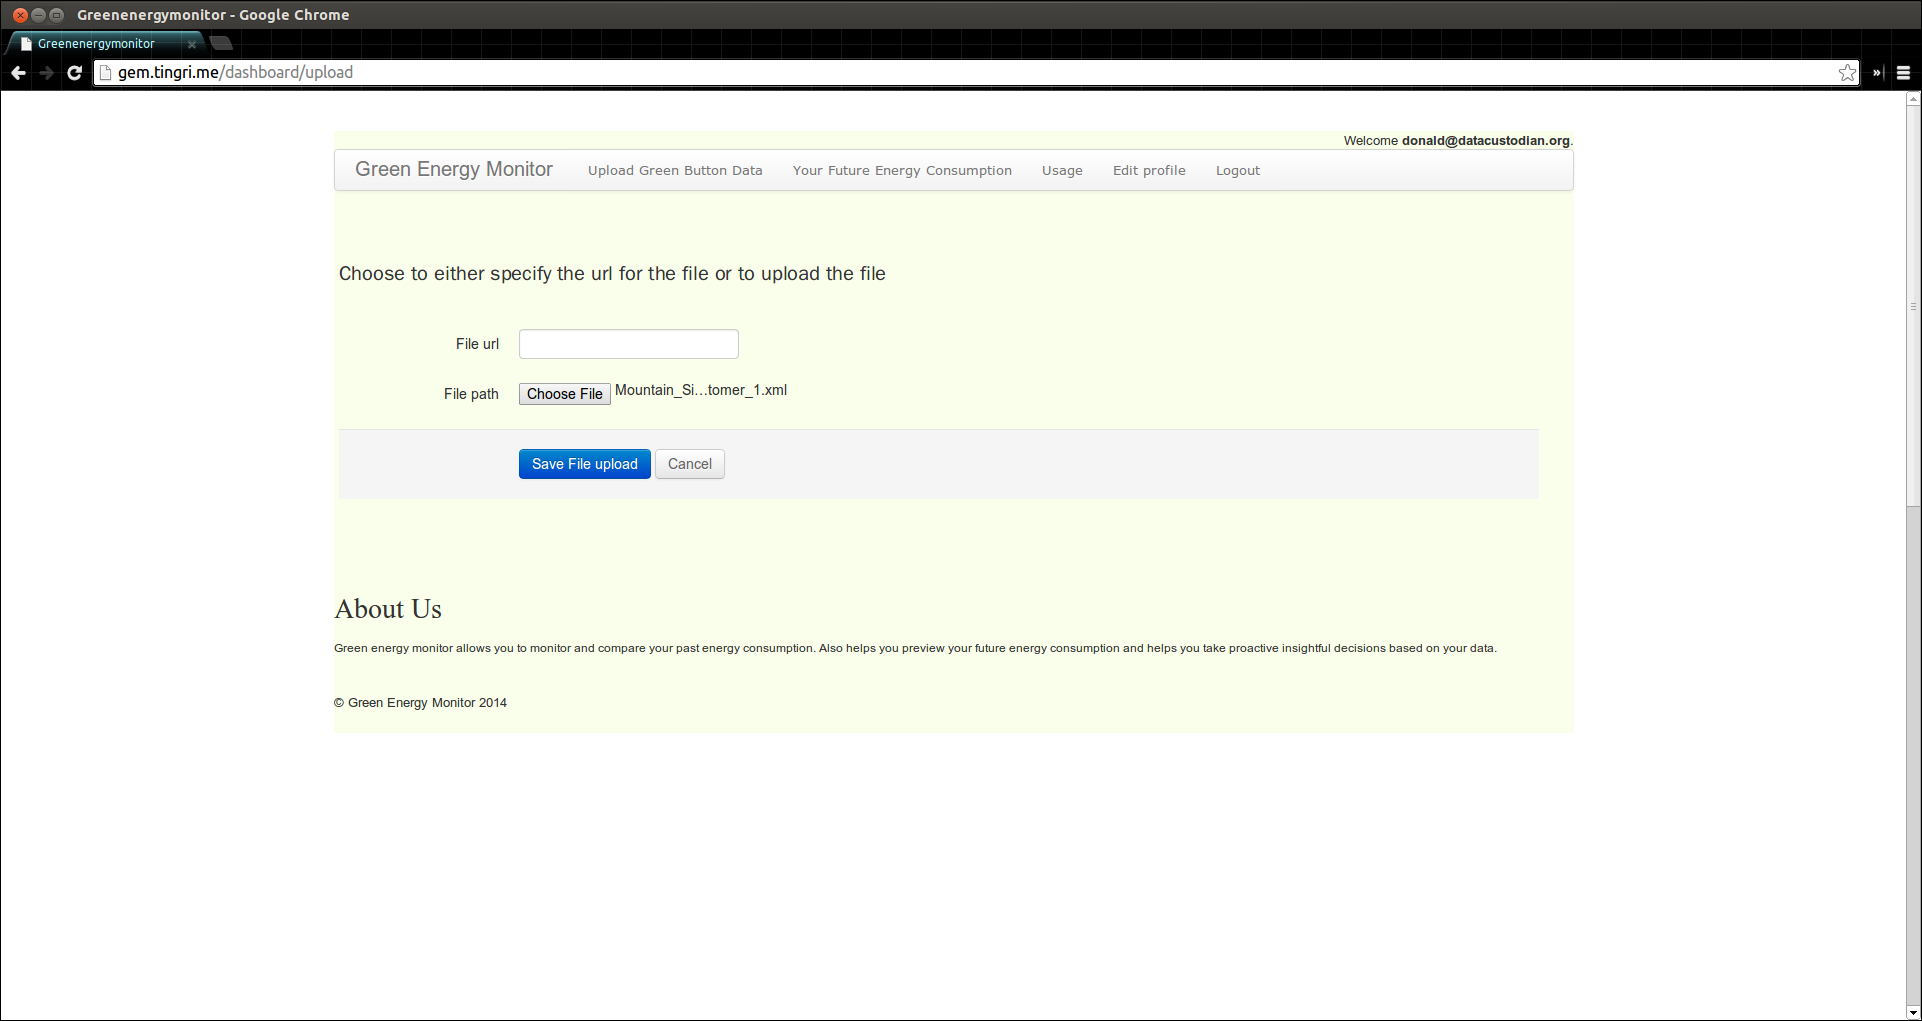 Greenenergymonitor - Google Chrome
Greenenergymonitor
gem.tingri.me/dashboard/upload
Welcome donald@datacustodian.org.
Green Energy Monitor Upload Green Button Data Your Future Energy Consumption Usage Edit profile Logout
Choose to either specify the url for the file or to upload the file
File url
File path Choose File Mountain_Si...tomer_1.xml
Save File upload Cancel
About Us
Green energy monitor allows you to monitor and compare your past energy consumption. Also helps you preview your future energy consumption and helps you take proactive insightful decisions based on your data.
© Green Energy Monitor 2014